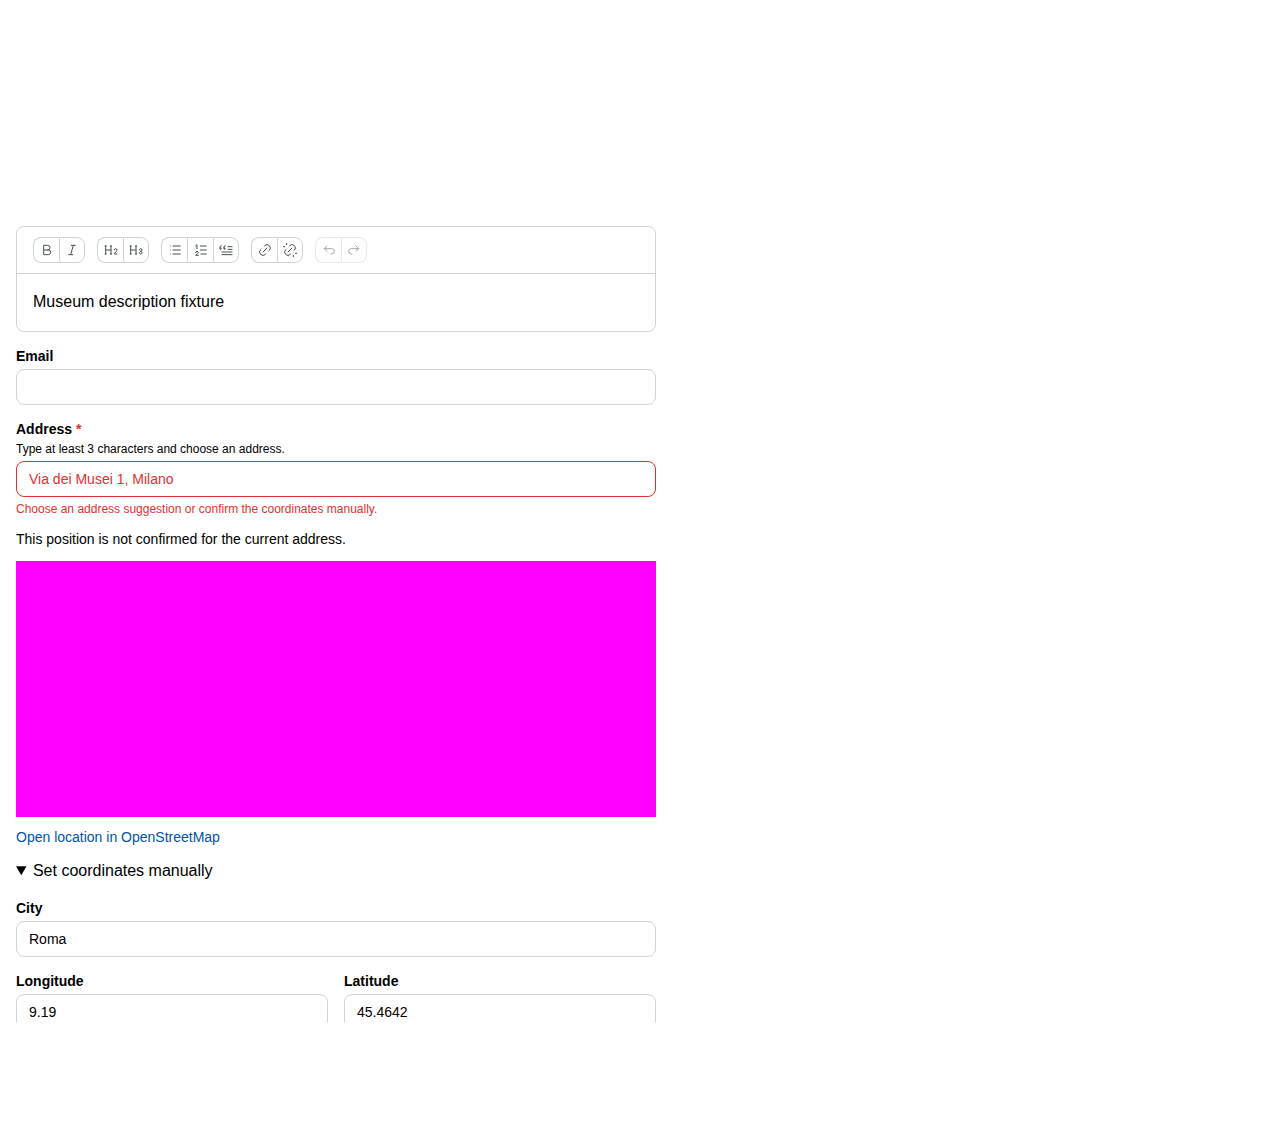 B I H2 H3
Museum description fixture
Email
Address *
Type at least 3 characters and choose an address.
Via dei Musei 1, Milano
Choose an address suggestion or confirm the coordinates manually.
This position is not confirmed for the current address.
Open location in OpenStreetMap
Set coordinates manually
City
Roma
Longitude Latitude
9.19 45.4642